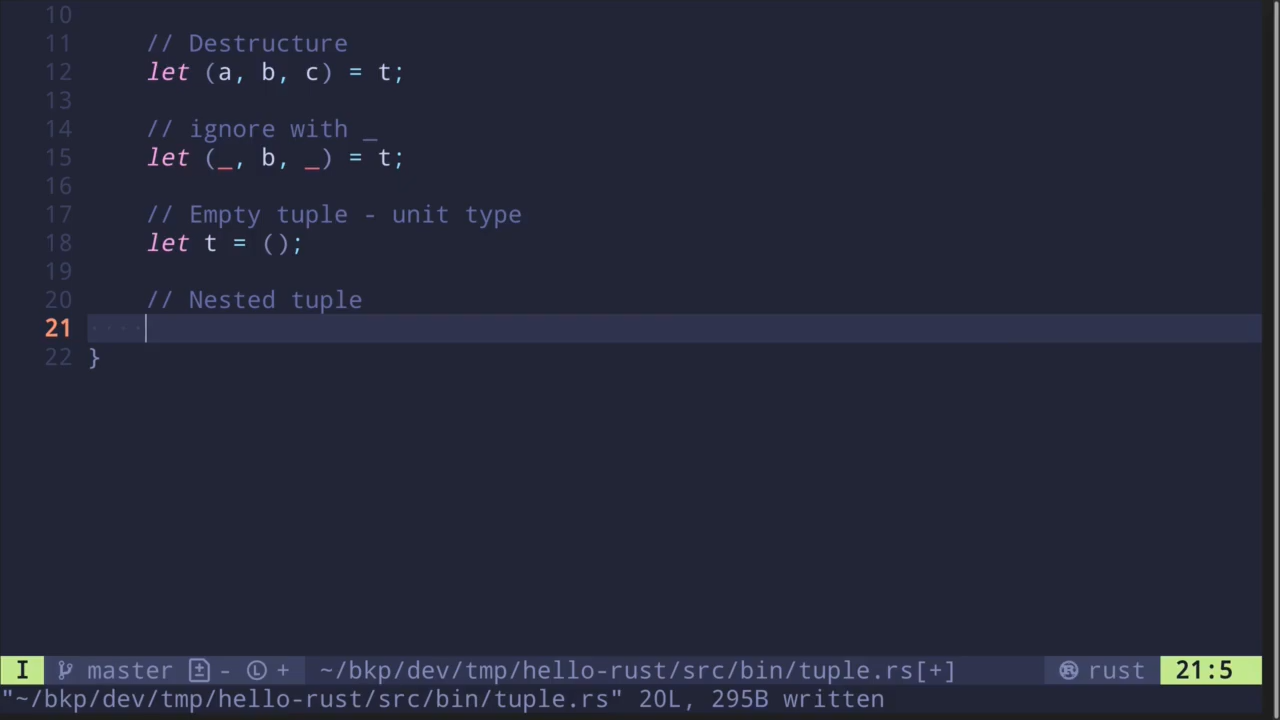 10
11 // Destructure
12 let (a, b, c) = t;
13
14 // ignore with _
15 let (_, b, _) = t;
16
17 // Empty tuple - unit type
18 let t = ();
19
20 // Nested tuple
21 ····
22 }
I master - + ~/bkp/dev/tmp/hello-rust/src/bin/tuple.rs[+] rust 21:5
"~/bkp/dev/tmp/hello-rust/src/bin/tuple.rs" 20L, 295B written